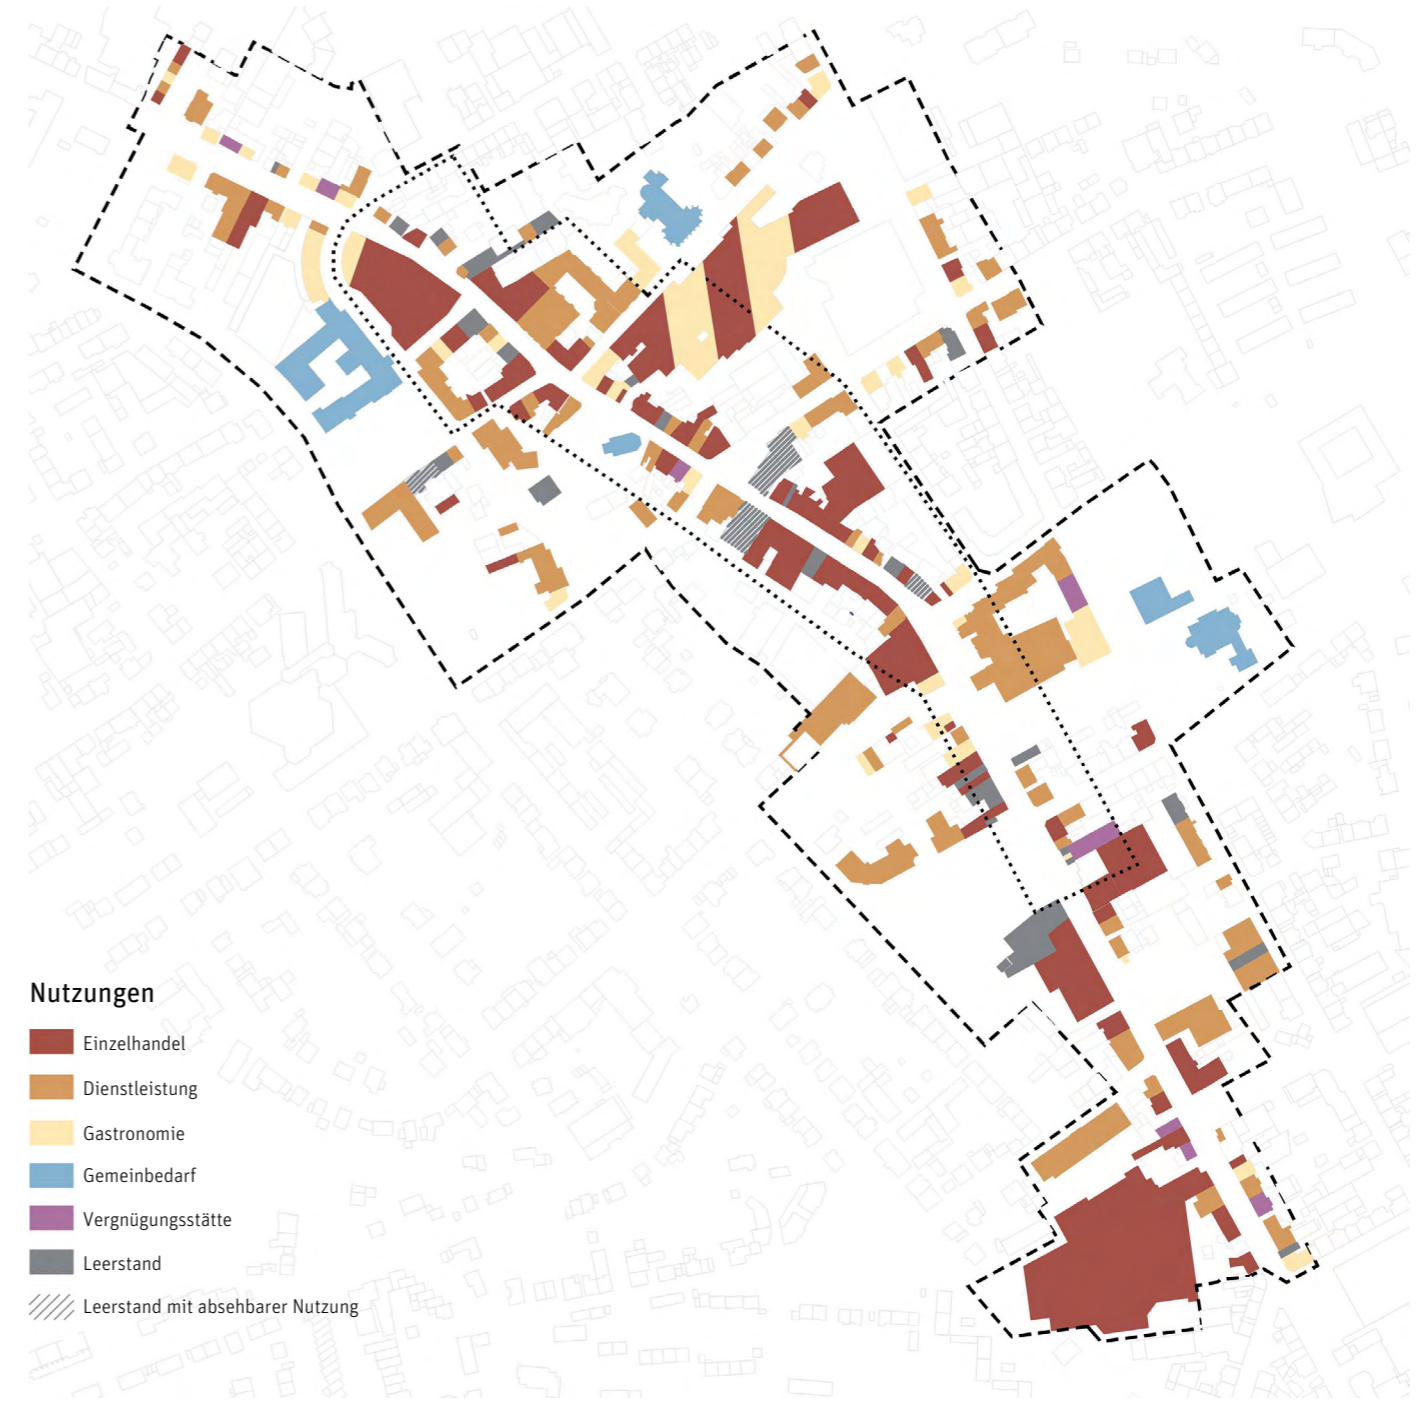 Nutzungen
Einzelhandel
Dienstleistung
Gastronomie
Gemeinbedarf
Vergnügungsstätte
Leerstand
Leerstand mit absehbarer Nutzung